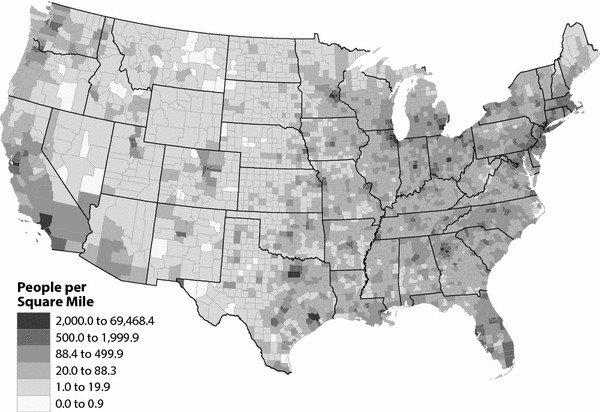 People per
Square Mile
2,000.0 to 69,468.4
500.0 to 1,999.9
88.4 to 499.9
20.0 to 88.3
1.0 to 19.9
0.0 to 0.9